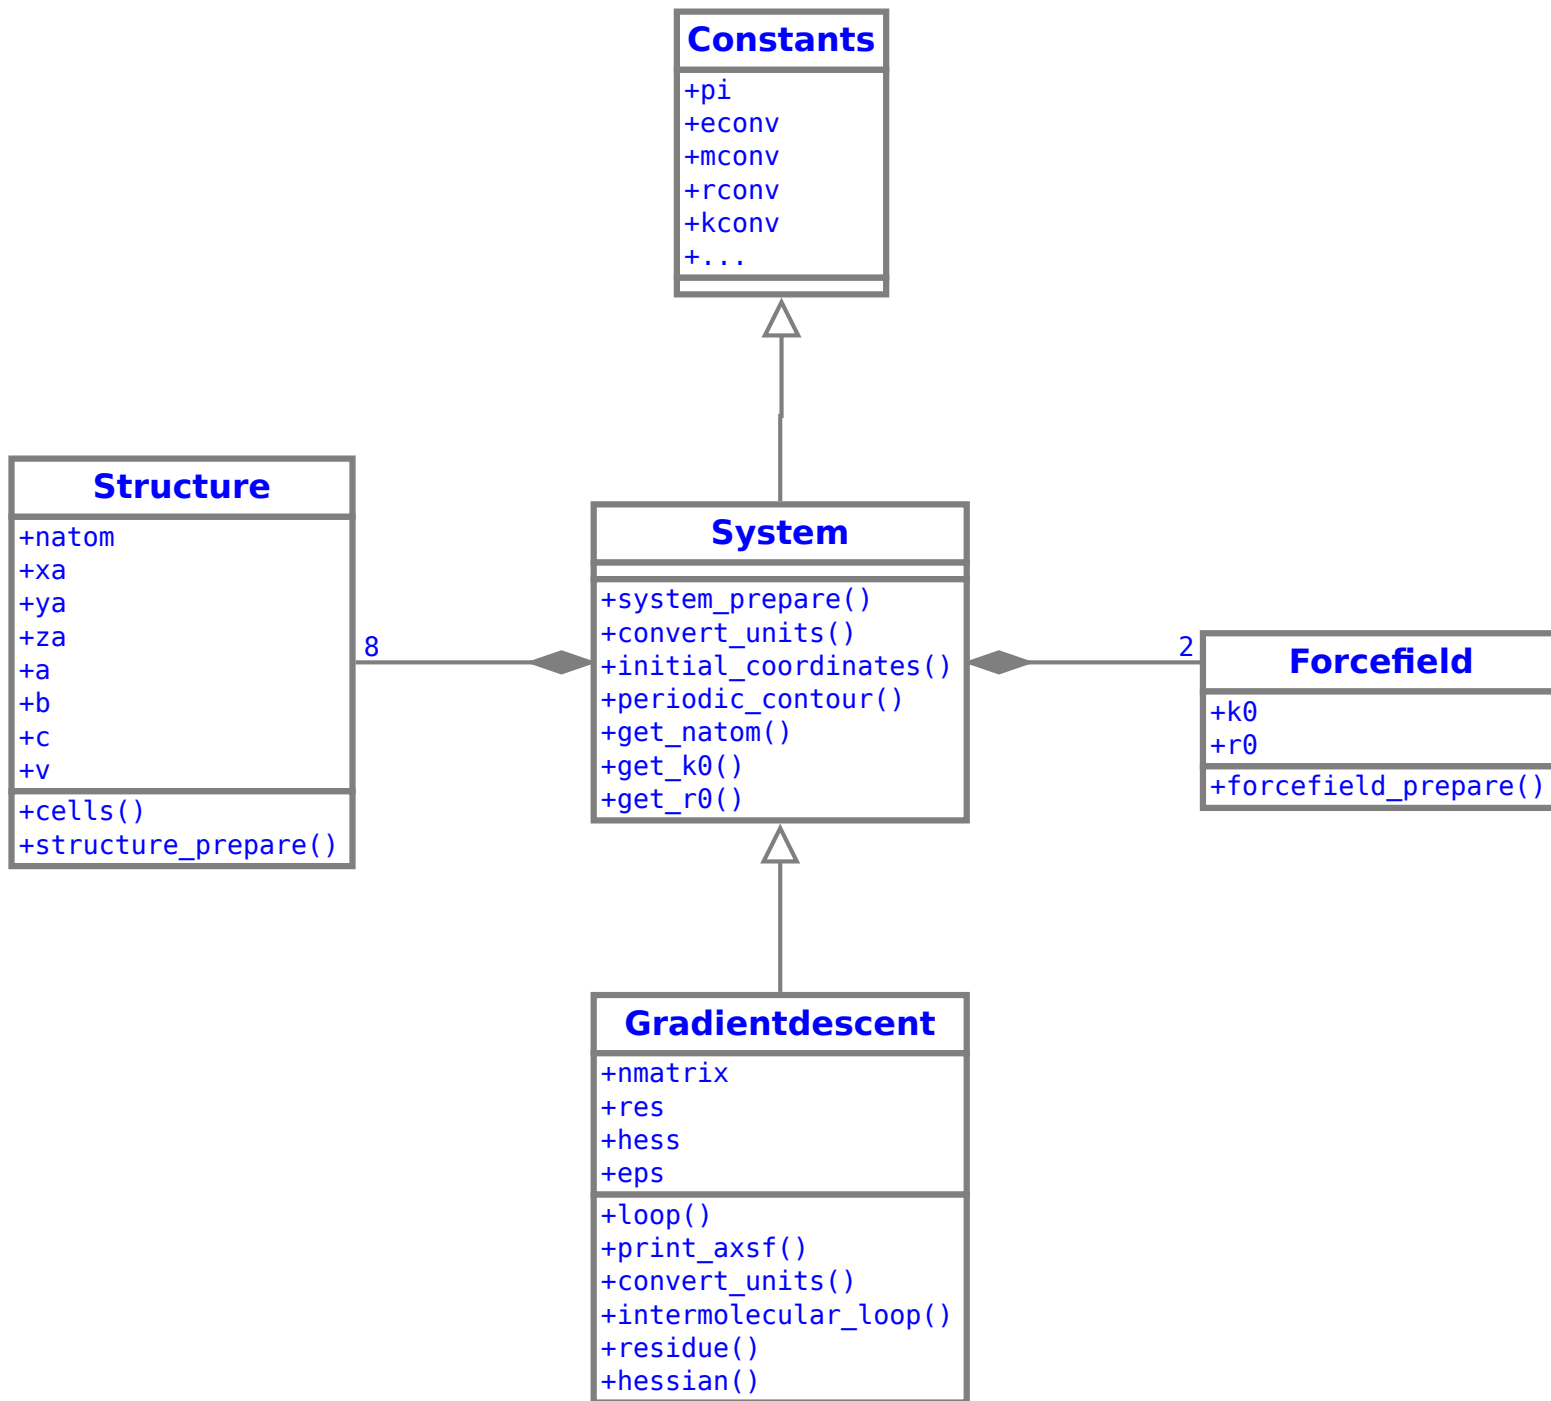 Constants
+pi
+econv
+mconv
+rconv
+kconv
+...
Structure
+natom
+xa
+ya
+za
+a
+b
+c
+v
+cells()
+structure_prepare()
8
System
+system_prepare()
+convert_units()
+initial_coordinates()
+periodic_contour()
+get_natom()
+get_k0()
+get_r0()
2
Forcefield
+k0
+r0
+forcefield_prepare()
Gradientdescent
+nmatrix
+res
+hess
+eps
+loop()
+print_axsf()
+convert_units()
+intermolecular_loop()
+residue()
+hessian()